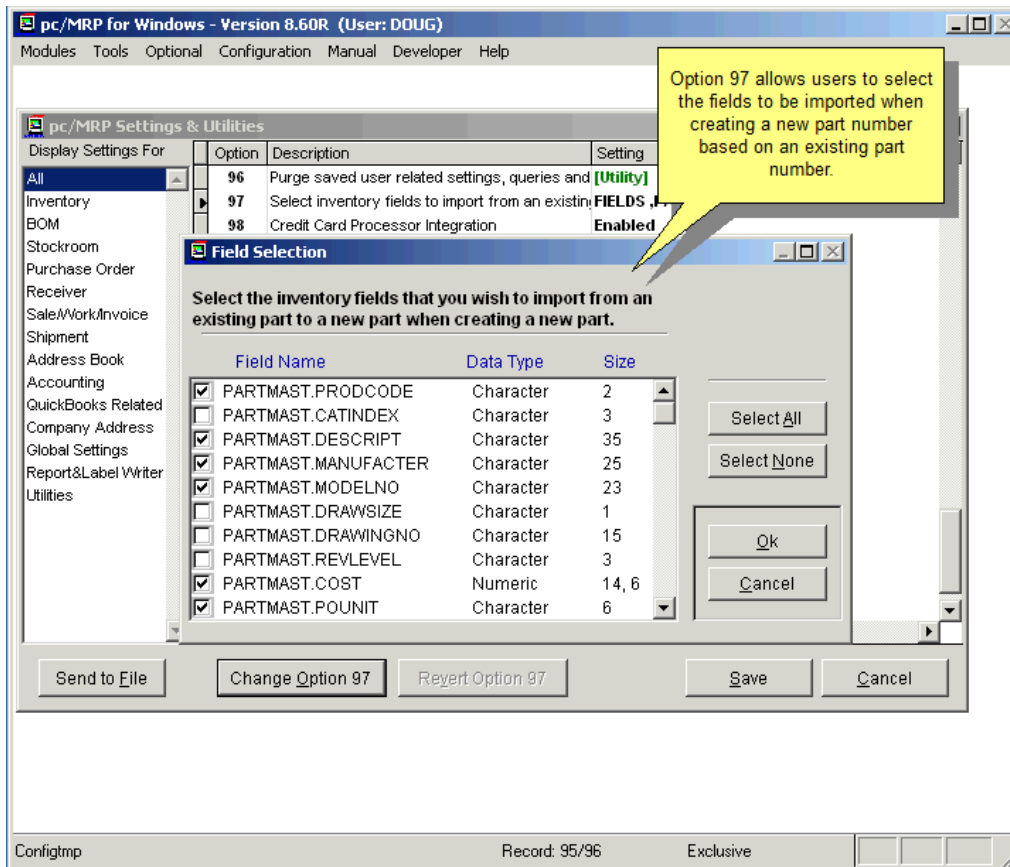 pc/MRP for Windows - Version 8.60R (User: DOUG)
Modules Tools Optional Configuration Manual Developer Help
Option 97 allows users to select
the fields to be imported when
creating a new part number
based on an existing part
number.
pc/MRP Settings & Utilities
Display Settings For
Option Description Setting
All
Inventory
BOM
Stockroom
Purchase Order
Receiver
Sale/Work/Invoice
Shipment
Address Book
Accounting
QuickBooks Related
Company Address
Global Settings
Report&Label Writer
Utilities
96 Purge saved user related settings, queries and [Utility]
97 Select inventory fields to import from an existing FIELDS
98 Credit Card Processor Integration Enabled
Field Selection
Select the inventory fields that you wish to import from an
existing part to a new part when creating a new part.
Field Name Data Type Size
PARTMAST.PRODCODE Character 2
PARTMAST.CATINDEX Character 3
PARTMAST.DESCRIPT Character 35
PARTMAST.MANUFACTER Character 25
PARTMAST.MODELNO Character 23
PARTMAST.DRAWSIZE Character 1
PARTMAST.DRAWINGNO Character 15
PARTMAST.REVLEVEL Character 3
PARTMAST.COST Numeric 14, 6
PARTMAST.POUNIT Character 6
Select All
Select None
Ok
Cancel
Send to File
Change Option 97
Revert Option 97
Save
Cancel
Configtmp Record: 95/96 Exclusive